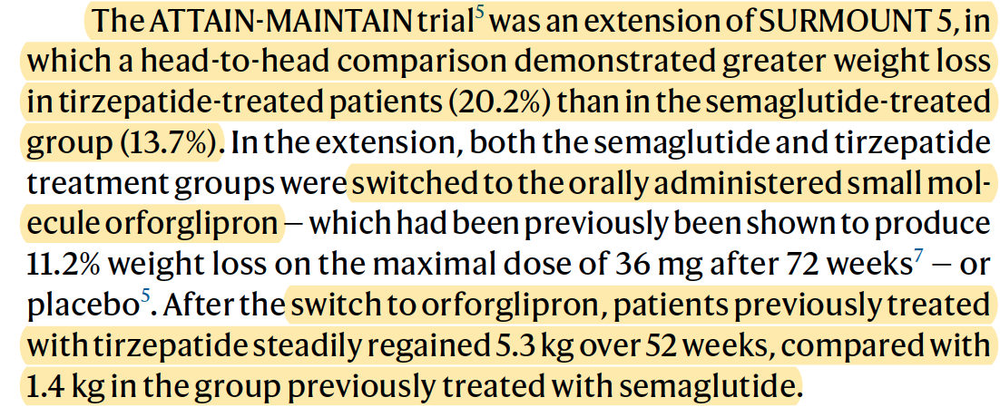 The ATTAIN-MAINTAIN trial5 was an extension of SURMOUNT 5, in
which a head-to-head comparison demonstrated greater weight loss
in tirzepatide-treated patients (20.2%) than in the semaglutide-treated
group (13.7%). In the extension, both the semaglutide and tirzepatide
treatment groups were switched to the orally administered small mol-
ecule orforglipron – which had been previously been shown to produce
11.2% weight loss on the maximal dose of 36 mg after 72 weeks7 – or
placebo5. After the switch to orforglipron, patients previously treated
with tirzepatide steadily regained 5.3 kg over 52 weeks, compared with
1.4 kg in the group previously treated with semaglutide.